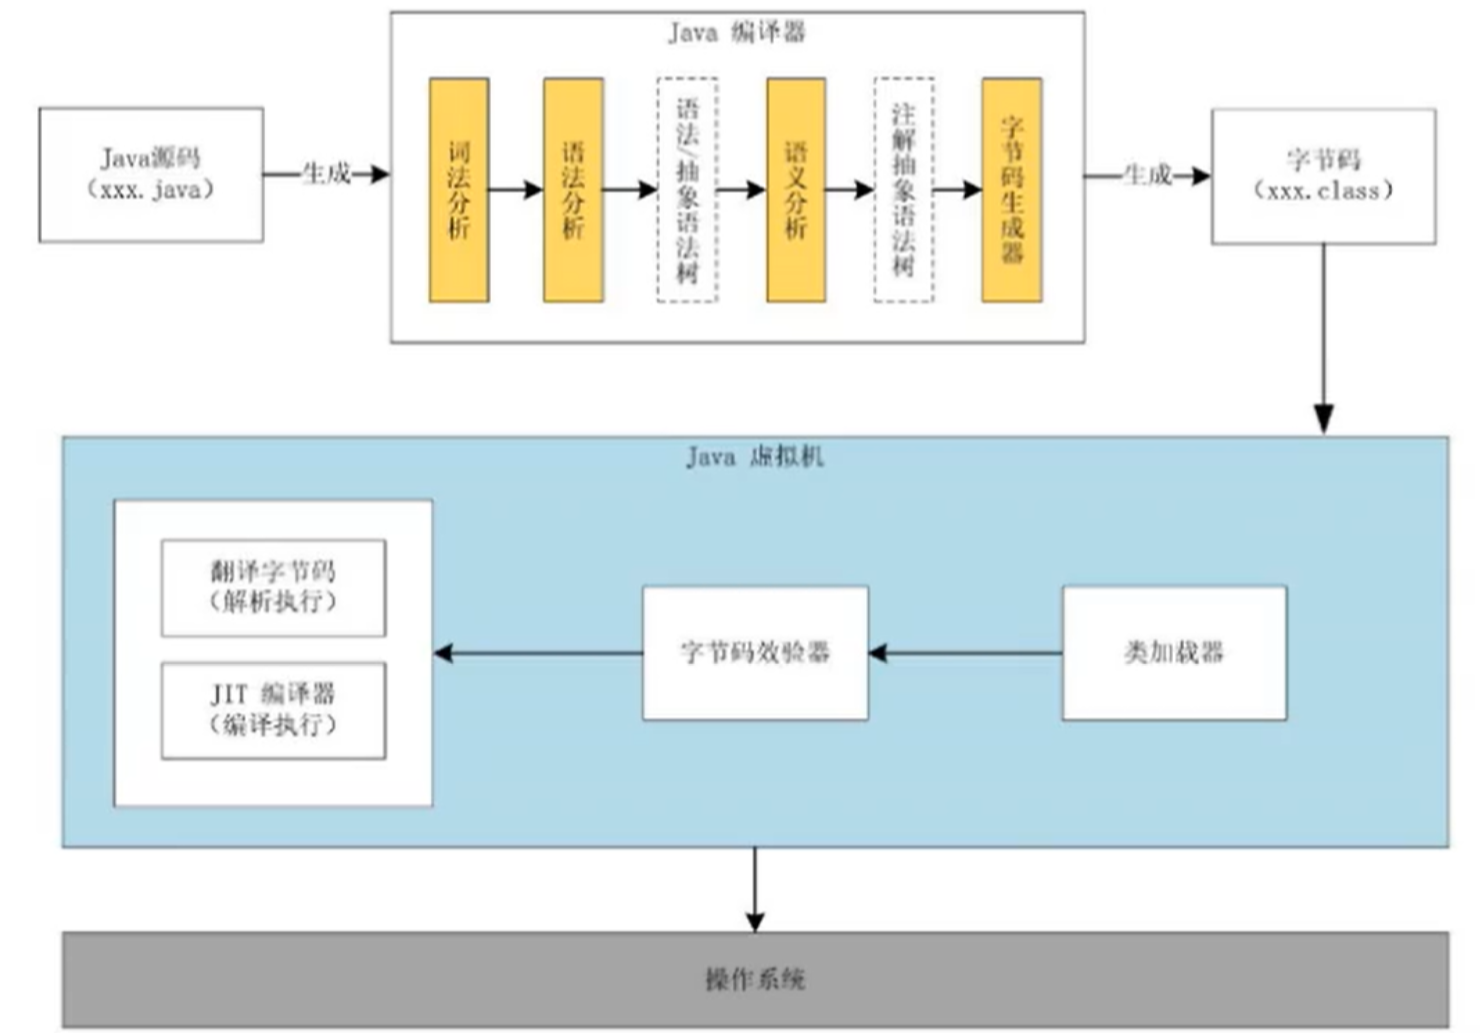 Java 编译器
Java源码
（xxx.java）
生成
词法分析
语法分析
语法/抽象语法树
语义分析
注解抽象语法树
字节码生成器
生成
字节码
（xxx.class）
Java 虚拟机
翻译字节码
（解析执行）
JIT 编译器
（编译执行）
字节码效验器
类加载器
操作系统